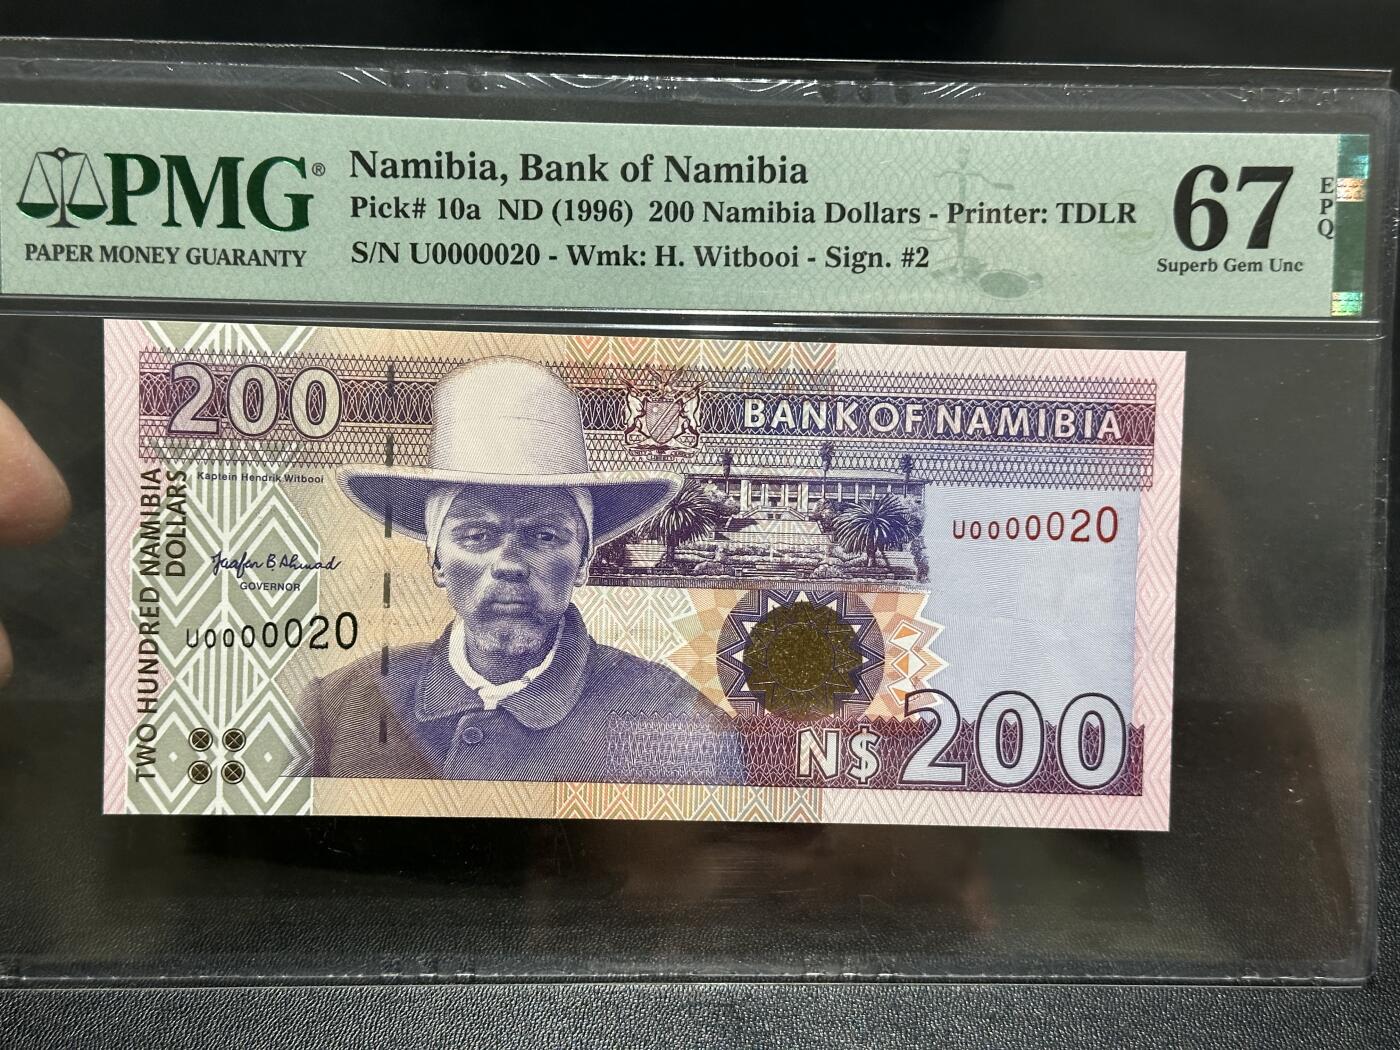 PMG®
PAPER MONEY GUARANTY
Namibia, Bank of Namibia
Pick# 10a ND (1996) 200 Namibia Dollars - Printer: TDLR
S/N U0000020 - Wmk: H. Witbooi - Sign. #2
67
EPQ
Superb Gem Unc
200
BANK OF NAMIBIA
Kaptein Hendrik Witbooi
TWO HUNDRED NAMIBIA
DOLLARS
Jaafar B. Ahmad
GOVERNOR
U0000020
U0000020
N$ 200